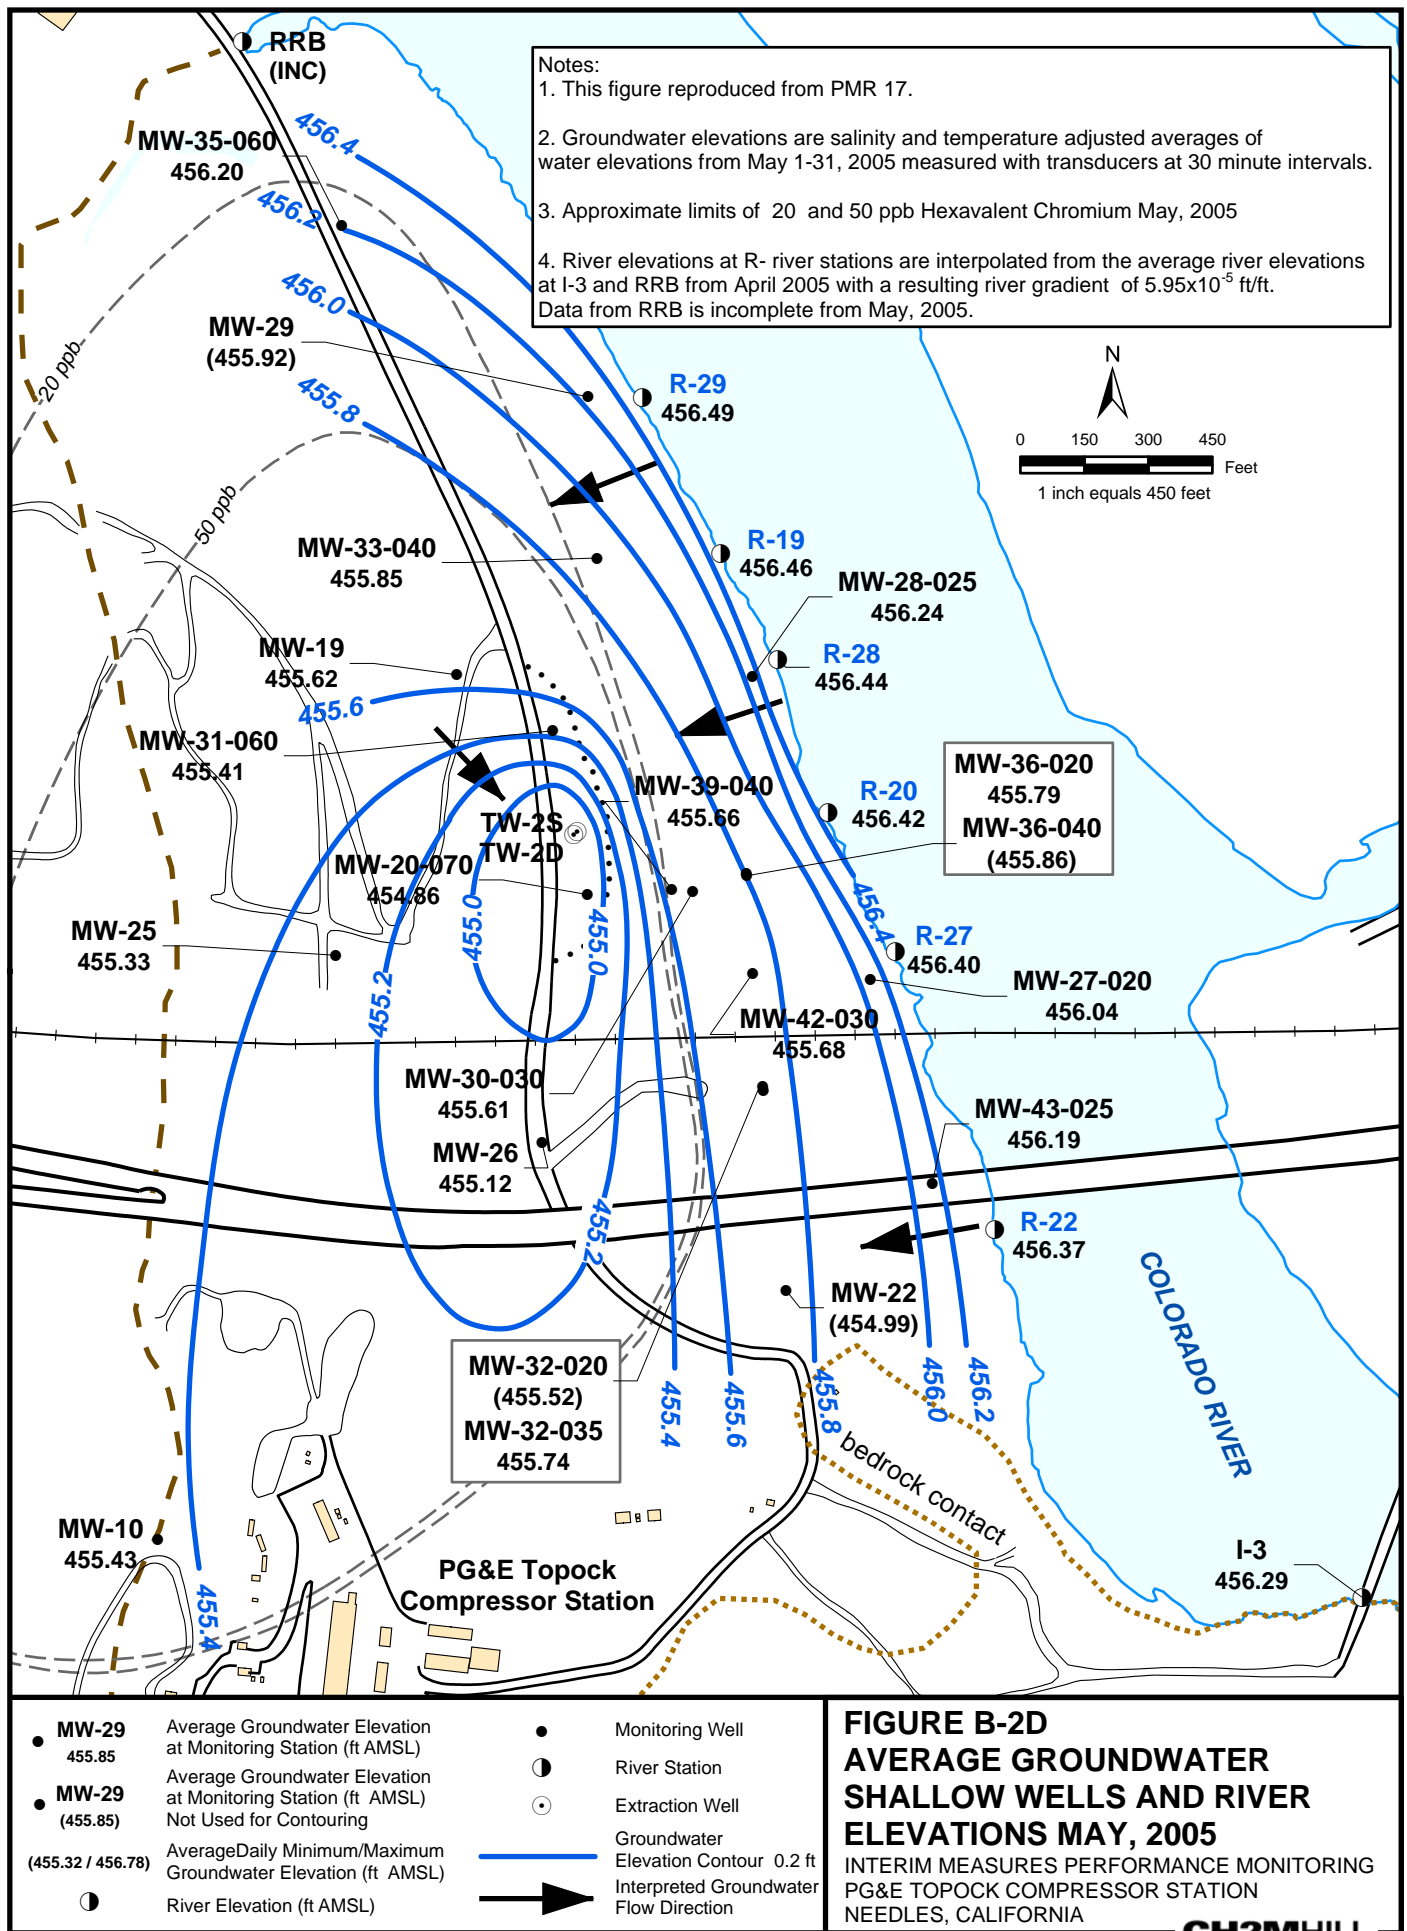 RRB
(INC)
Notes:
1. This figure reproduced from PMR 17.
2. Groundwater elevations are salinity and temperature adjusted averages of
water elevations from May 1-31, 2005 measured with transducers at 30 minute intervals.
3. Approximate limits of 20 and 50 ppb Hexavalent Chromium May, 2005
4. River elevations at R- river stations are interpolated from the average river elevations
at I-3 and RRB from April 2005 with a resulting river gradient of 5.95x10-5 ft/ft.
Data from RRB is incomplete from May, 2005.
456.4
MW-35-060
456.20
456.2
456.0
MW-29
(455.92)
20 ppb
455.8
R-29
456.49
N
0 150 300 450
Feet
1 inch equals 450 feet
50 ppb
MW-33-040
455.85
R-19
456.46
MW-28-025
456.24
MW-19
455.62
R-28
456.44
455.6
MW-31-060
455.41
MW-39-040
455.66
MW-36-020
455.79
MW-36-040
(455.86)
R-20
456.42
TW-2S
TW-2D
MW-20-070
454.86
455.0
455.0
456.4
MW-25
455.33
R-27
456.40
455.2
MW-27-020
456.04
MW-42-030
455.68
MW-30-030
455.61
MW-43-025
456.19
MW-26
455.12
455.2
R-22
456.37
COLORADO RIVER
MW-22
(454.99)
MW-32-020
(455.52)
MW-32-035
455.74
455.4
455.6
455.8
456.0
456.2
bedrock contact
MW-10
455.43
455.4
PG&E Topock
Compressor Station
I-3
456.29
MW-29
455.85
Average Groundwater Elevation
at Monitoring Station (ft AMSL)
MW-29
(455.85)
Average Groundwater Elevation
at Monitoring Station (ft AMSL)
Not Used for Contouring
(455.32 / 456.78)
AverageDaily Minimum/Maximum
Groundwater Elevation (ft AMSL)
River Elevation (ft AMSL)
Monitoring Well
River Station
Extraction Well
Groundwater
Elevation Contour 0.2 ft
Interpreted Groundwater
Flow Direction
FIGURE B-2D
AVERAGE GROUNDWATER
SHALLOW WELLS AND RIVER
ELEVATIONS MAY, 2005
INTERIM MEASURES PERFORMANCE MONITORING
PG&E TOPOCK COMPRESSOR STATION
NEEDLES, CALIFORNIA
CH2MHILL